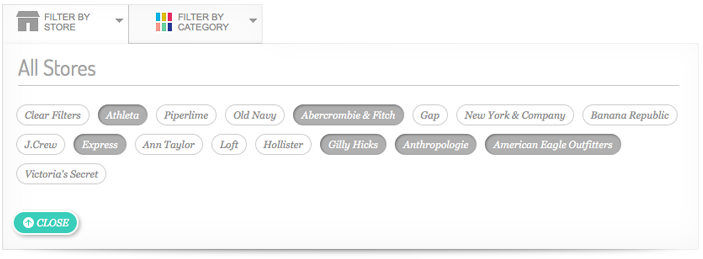 FILTER BY
STORE
FILTER BY
CATEGORY
All Stores
Clear Filters Athleta Piperlime Old Navy Abercrombie & Fitch Gap New York & Company Banana Republic
J.Crew Express Ann Taylor Loft Hollister Gilly Hicks Anthropologie American Eagle Outfitters
Victoria's Secret
CLOSE